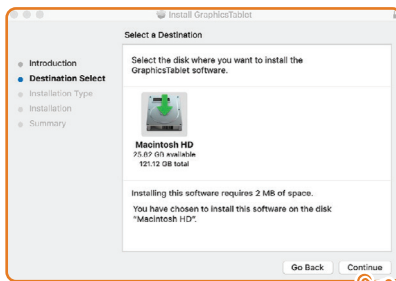 Install GraphicsTablet
Select a Destination
Introduction
Destination Select
Installation Type
Installation
Summary
Select the disk where you want to install the
GraphicsTablet software.
Macintosh HD
25.82 GB available
121.12 GB total
Installing this software requires 2 MB of space.
You have chosen to install this software on the disk
“Macintosh HD”.
Go Back
Continue